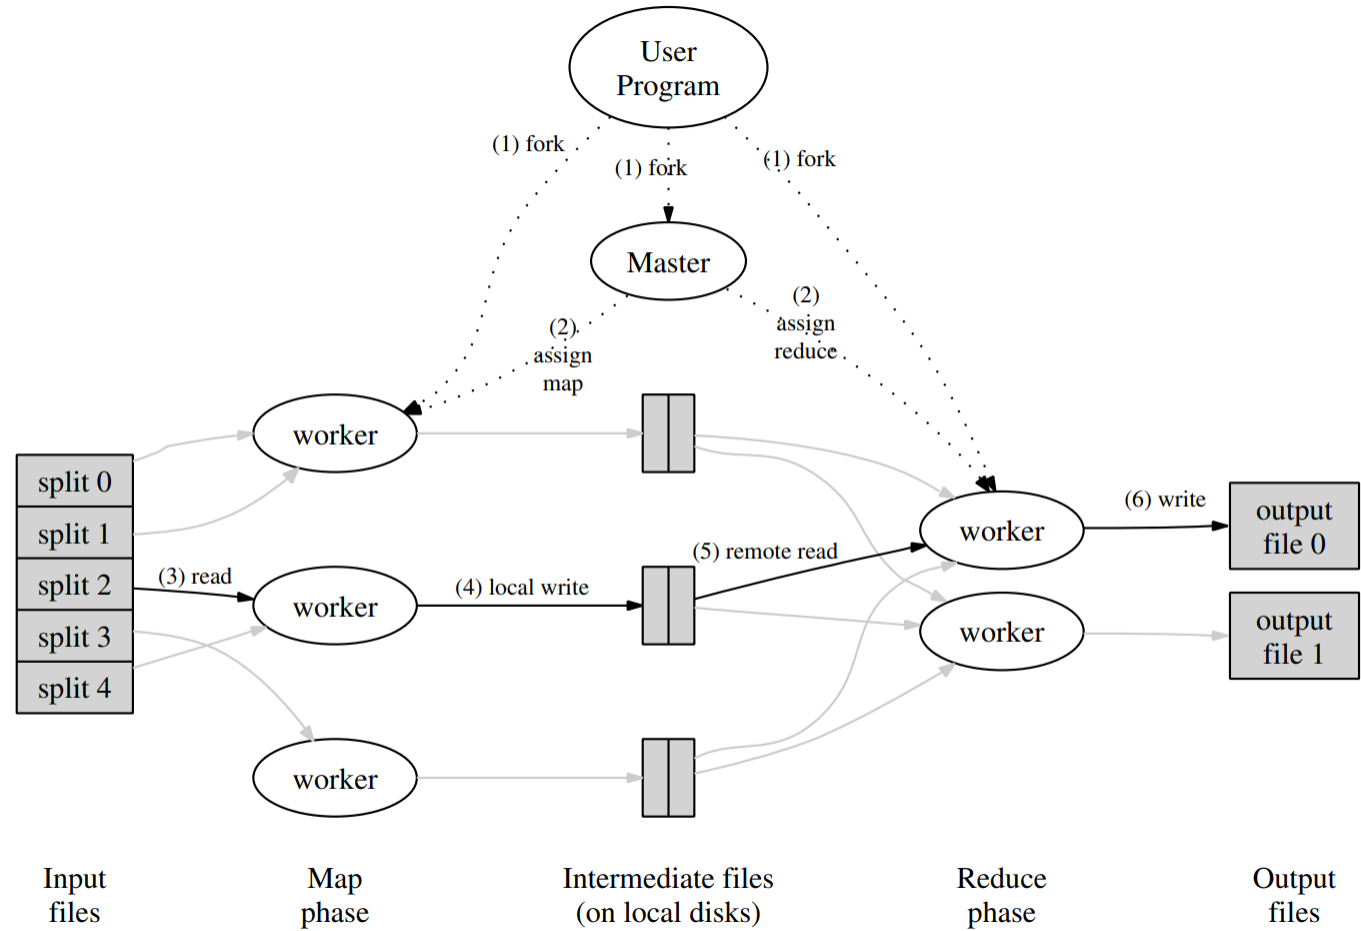 User
Program
(1) fork
(1) fork
(1) fork
Master
(2)
assign
map
(2)
assign
reduce
split 0
split 1
split 2
split 3
split 4
(3) read
worker
worker
worker
(4) local write
(5) remote read
worker
worker
(6) write
output
file 0
output
file 1
Input
files
Map
phase
Intermediate files
(on local disks)
Reduce
phase
Output
files